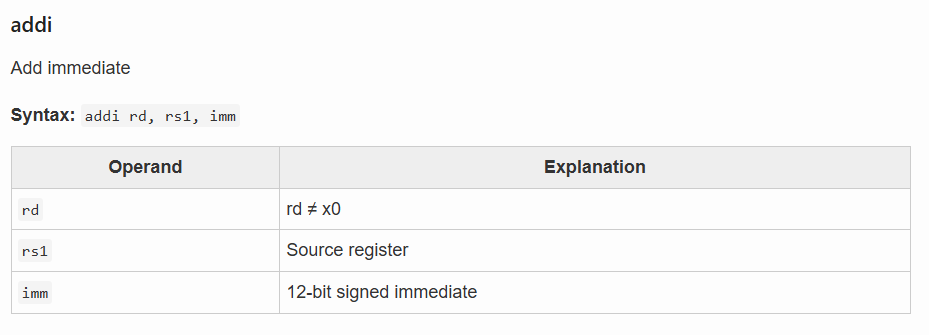 addi
Add immediate
Syntax: addi rd, rs1, imm
Operand Explanation
rd rd ≠ x0
rs1 Source register
imm 12-bit signed immediate